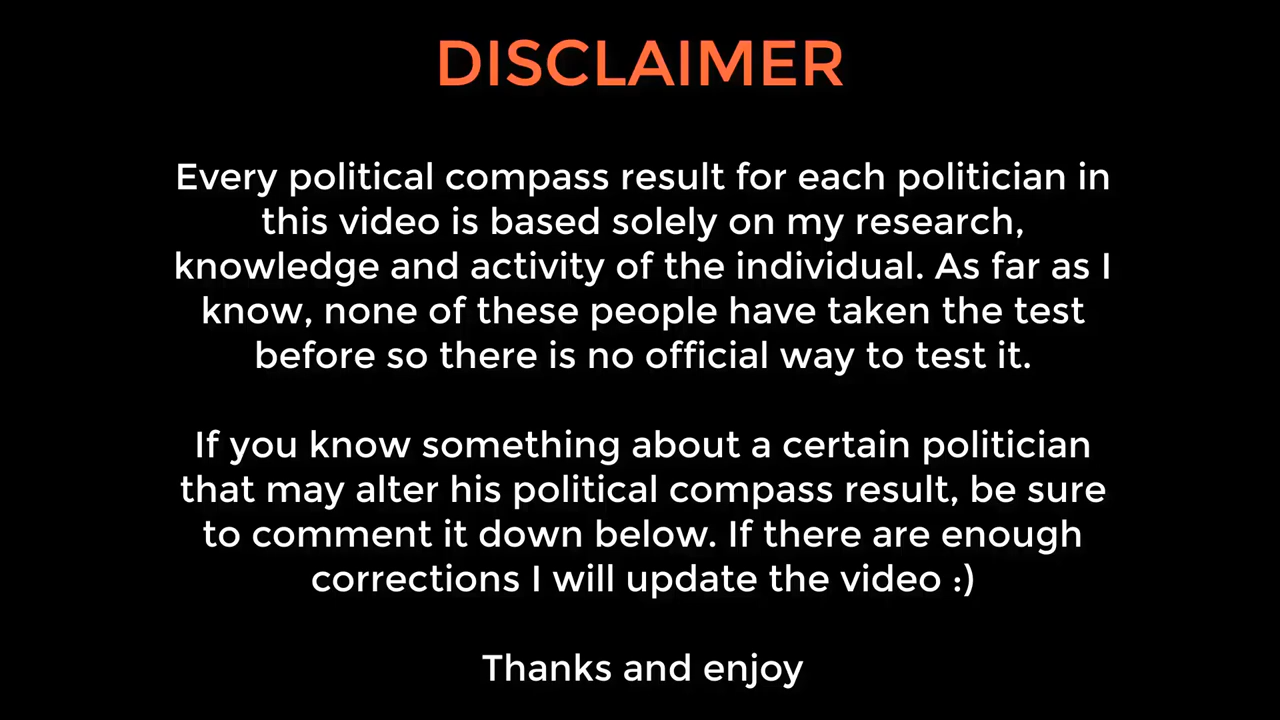 DISCLAIMER
Every political compass result for each politician in
this video is based solely on my research,
knowledge and activity of the individual. As far as I
know, none of these people have taken the test
before so there is no official way to test it.
If you know something about a certain politician
that may alter his political compass result, be sure
to comment it down below. If there are enough
corrections I will update the video :)
Thanks and enjoy